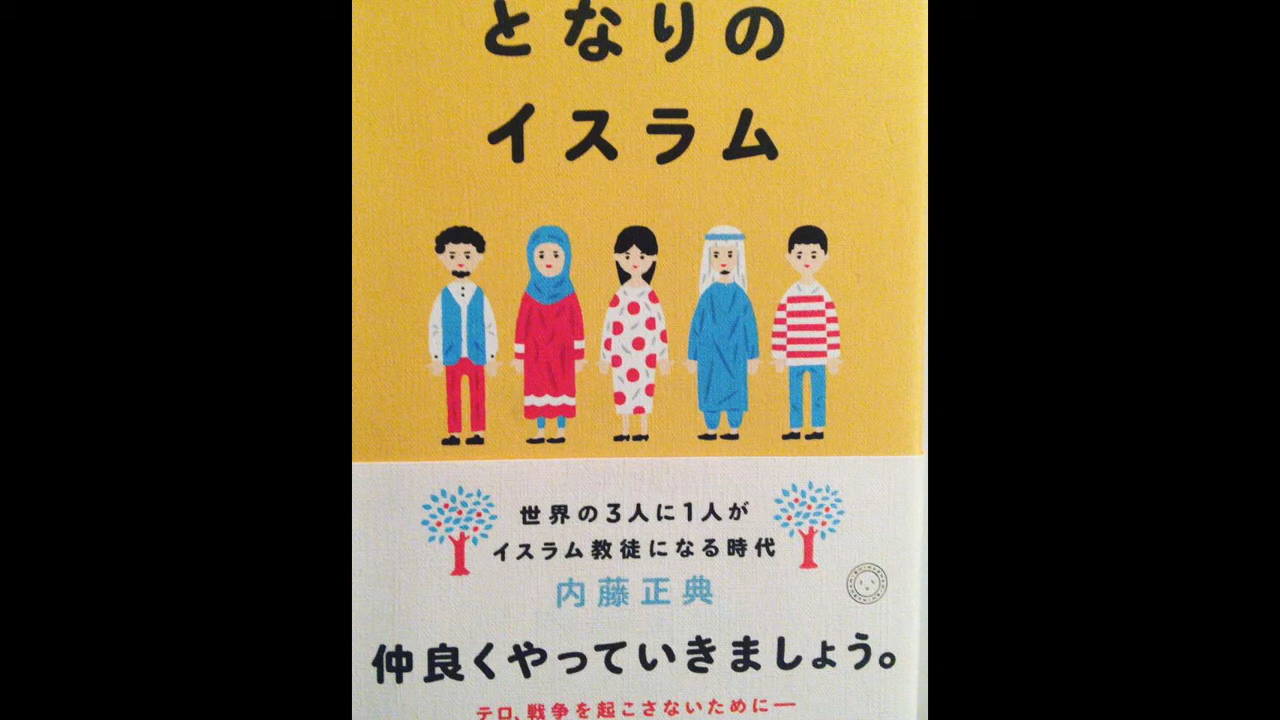 となりの
イスラム
世界の3人に1人が
イスラム教徒になる時代
内藤正典
仲良くやっていきましょう。
テロ、戦争を起こさないために―